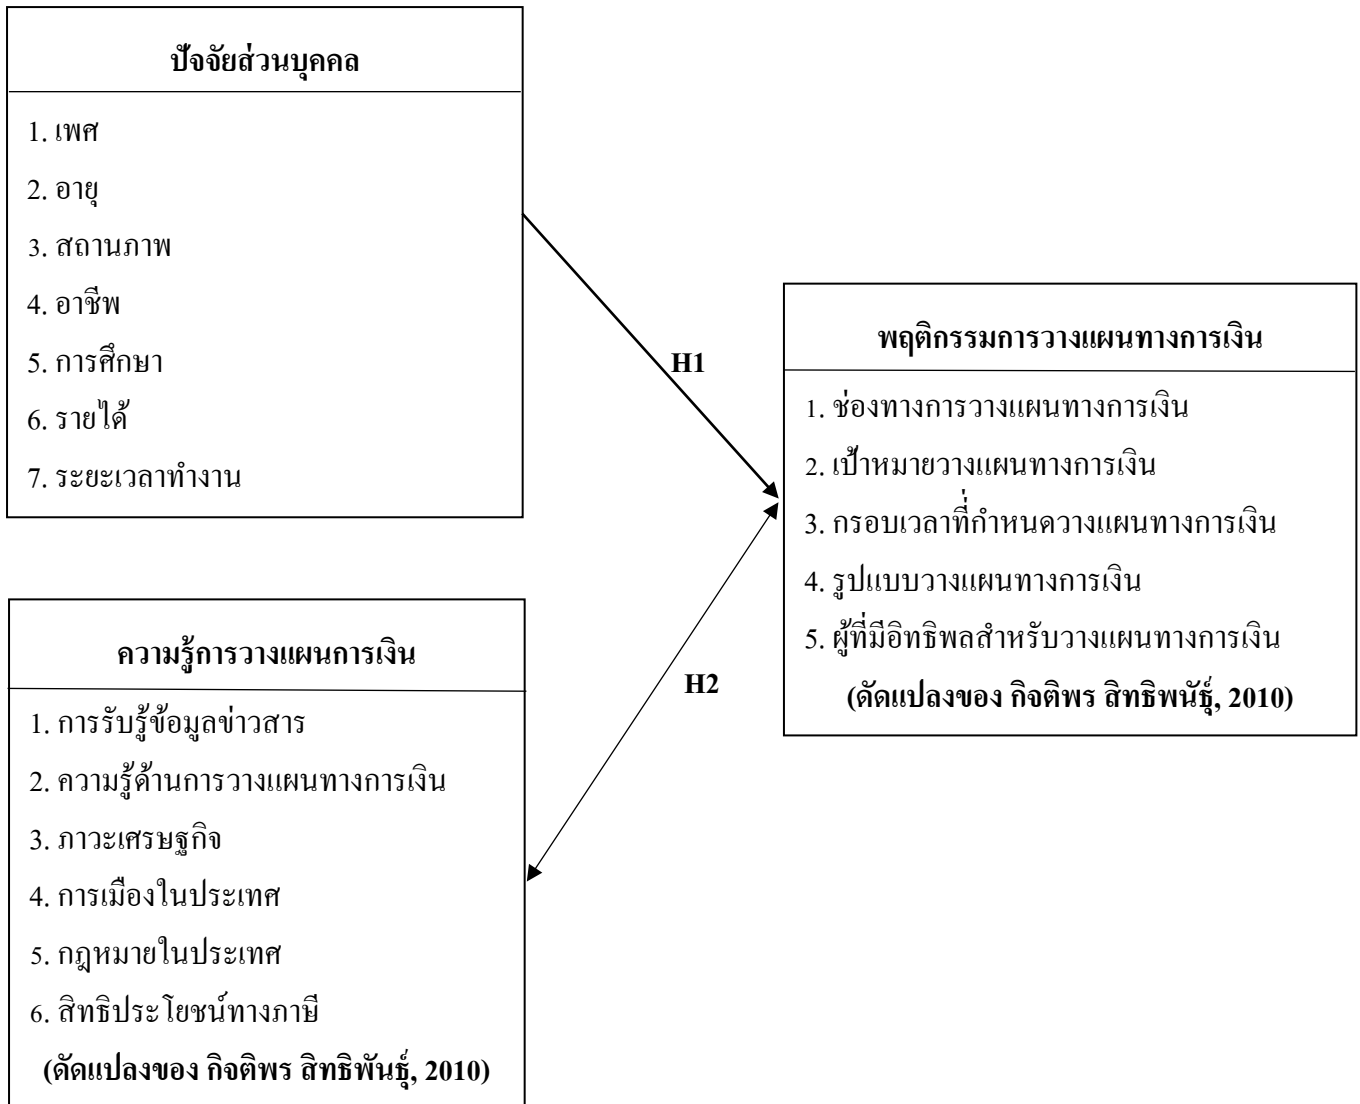 ปัจจัยส่วนบุคคล
1. เพศ
2. อายุ
3. สถานภาพ
4. อาชีพ
5. การศึกษา
6. รายได้
7. ระยะเวลาทำงาน
H1
พฤติกรรมการวางแผนทางการเงิน
1. ช่องทางการวางแผนทางการเงิน
2. เป้าหมายวางแผนทางการเงิน
3. กรอบเวลาที่กำหนดวางแผนทางการเงิน
4. รูปแบบวางแผนทางการเงิน
5. ผู้ที่มีอิทธิพลสำหรับวางแผนทางการเงิน
(ดัดแปลงของ กิจติพร สิทธิพนัธุ์, 2010)
H2
ความรู้การวางแผนการเงิน
1. การรับรู้ข้อมูลข่าวสาร
2. ความรู้ด้านการวางแผนทางการเงิน
3. ภาวะเศรษฐกิจ
4. การเมืองในประเทศ
5. กฎหมายในประเทศ
6. สิทธิประโยชน์ทางภาษี
(ดัดแปลงของ กิจติพร สิทธิพันธุ์, 2010)